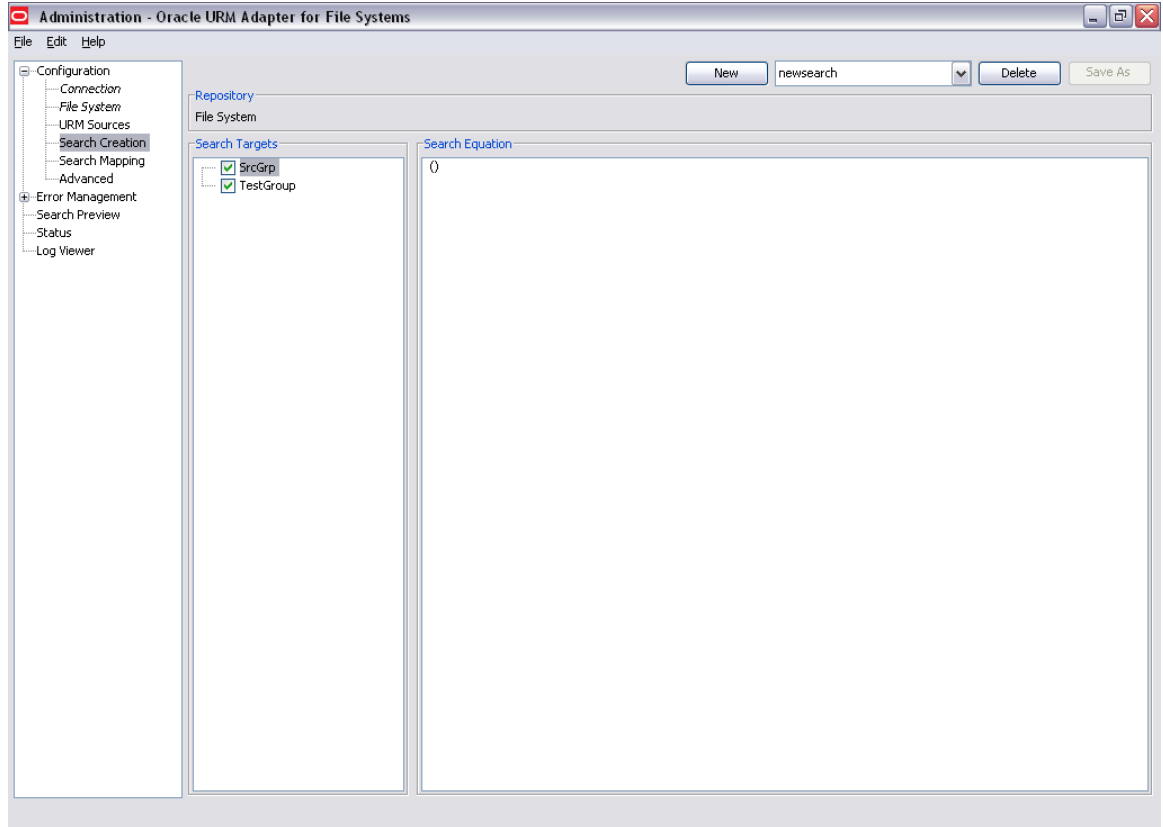 Administration - Oracle URM Adapter for File Systems
File Edit Help
Configuration
Connection
File System
URM Sources
Search Creation
Search Mapping
Advanced
Error Management
Search Preview
Status
Log Viewer
New newsearch Delete Save As
Repository
File System
Search Targets
SrcGrp
TestGroup
Search Equation
()